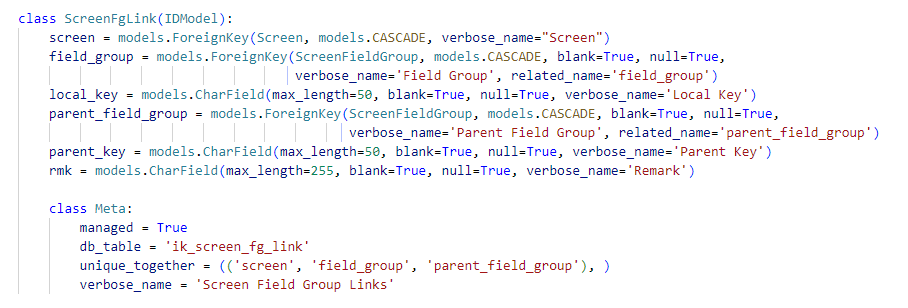 class ScreenFgLink(IDModel):
    screen = models.ForeignKey(Screen, models.CASCADE, verbose_name="Screen")
    field_group = models.ForeignKey(ScreenFieldGroup, models.CASCADE, blank=True, null=True,
                                    verbose_name='Field Group', related_name='field_group')
    local_key = models.CharField(max_length=50, blank=True, null=True, verbose_name='Local Key')
    parent_field_group = models.ForeignKey(ScreenFieldGroup, models.CASCADE, blank=True, null=True,
                                           verbose_name='Parent Field Group', related_name='parent_field_group')
    parent_key = models.CharField(max_length=50, blank=True, null=True, verbose_name='Parent Key')
    rmk = models.CharField(max_length=255, blank=True, null=True, verbose_name='Remark')

    class Meta:
        managed = True
        db_table = 'ik_screen_fg_link'
        unique_together = (('screen', 'field_group', 'parent_field_group'), )
        verbose_name = 'Screen Field Group Links'